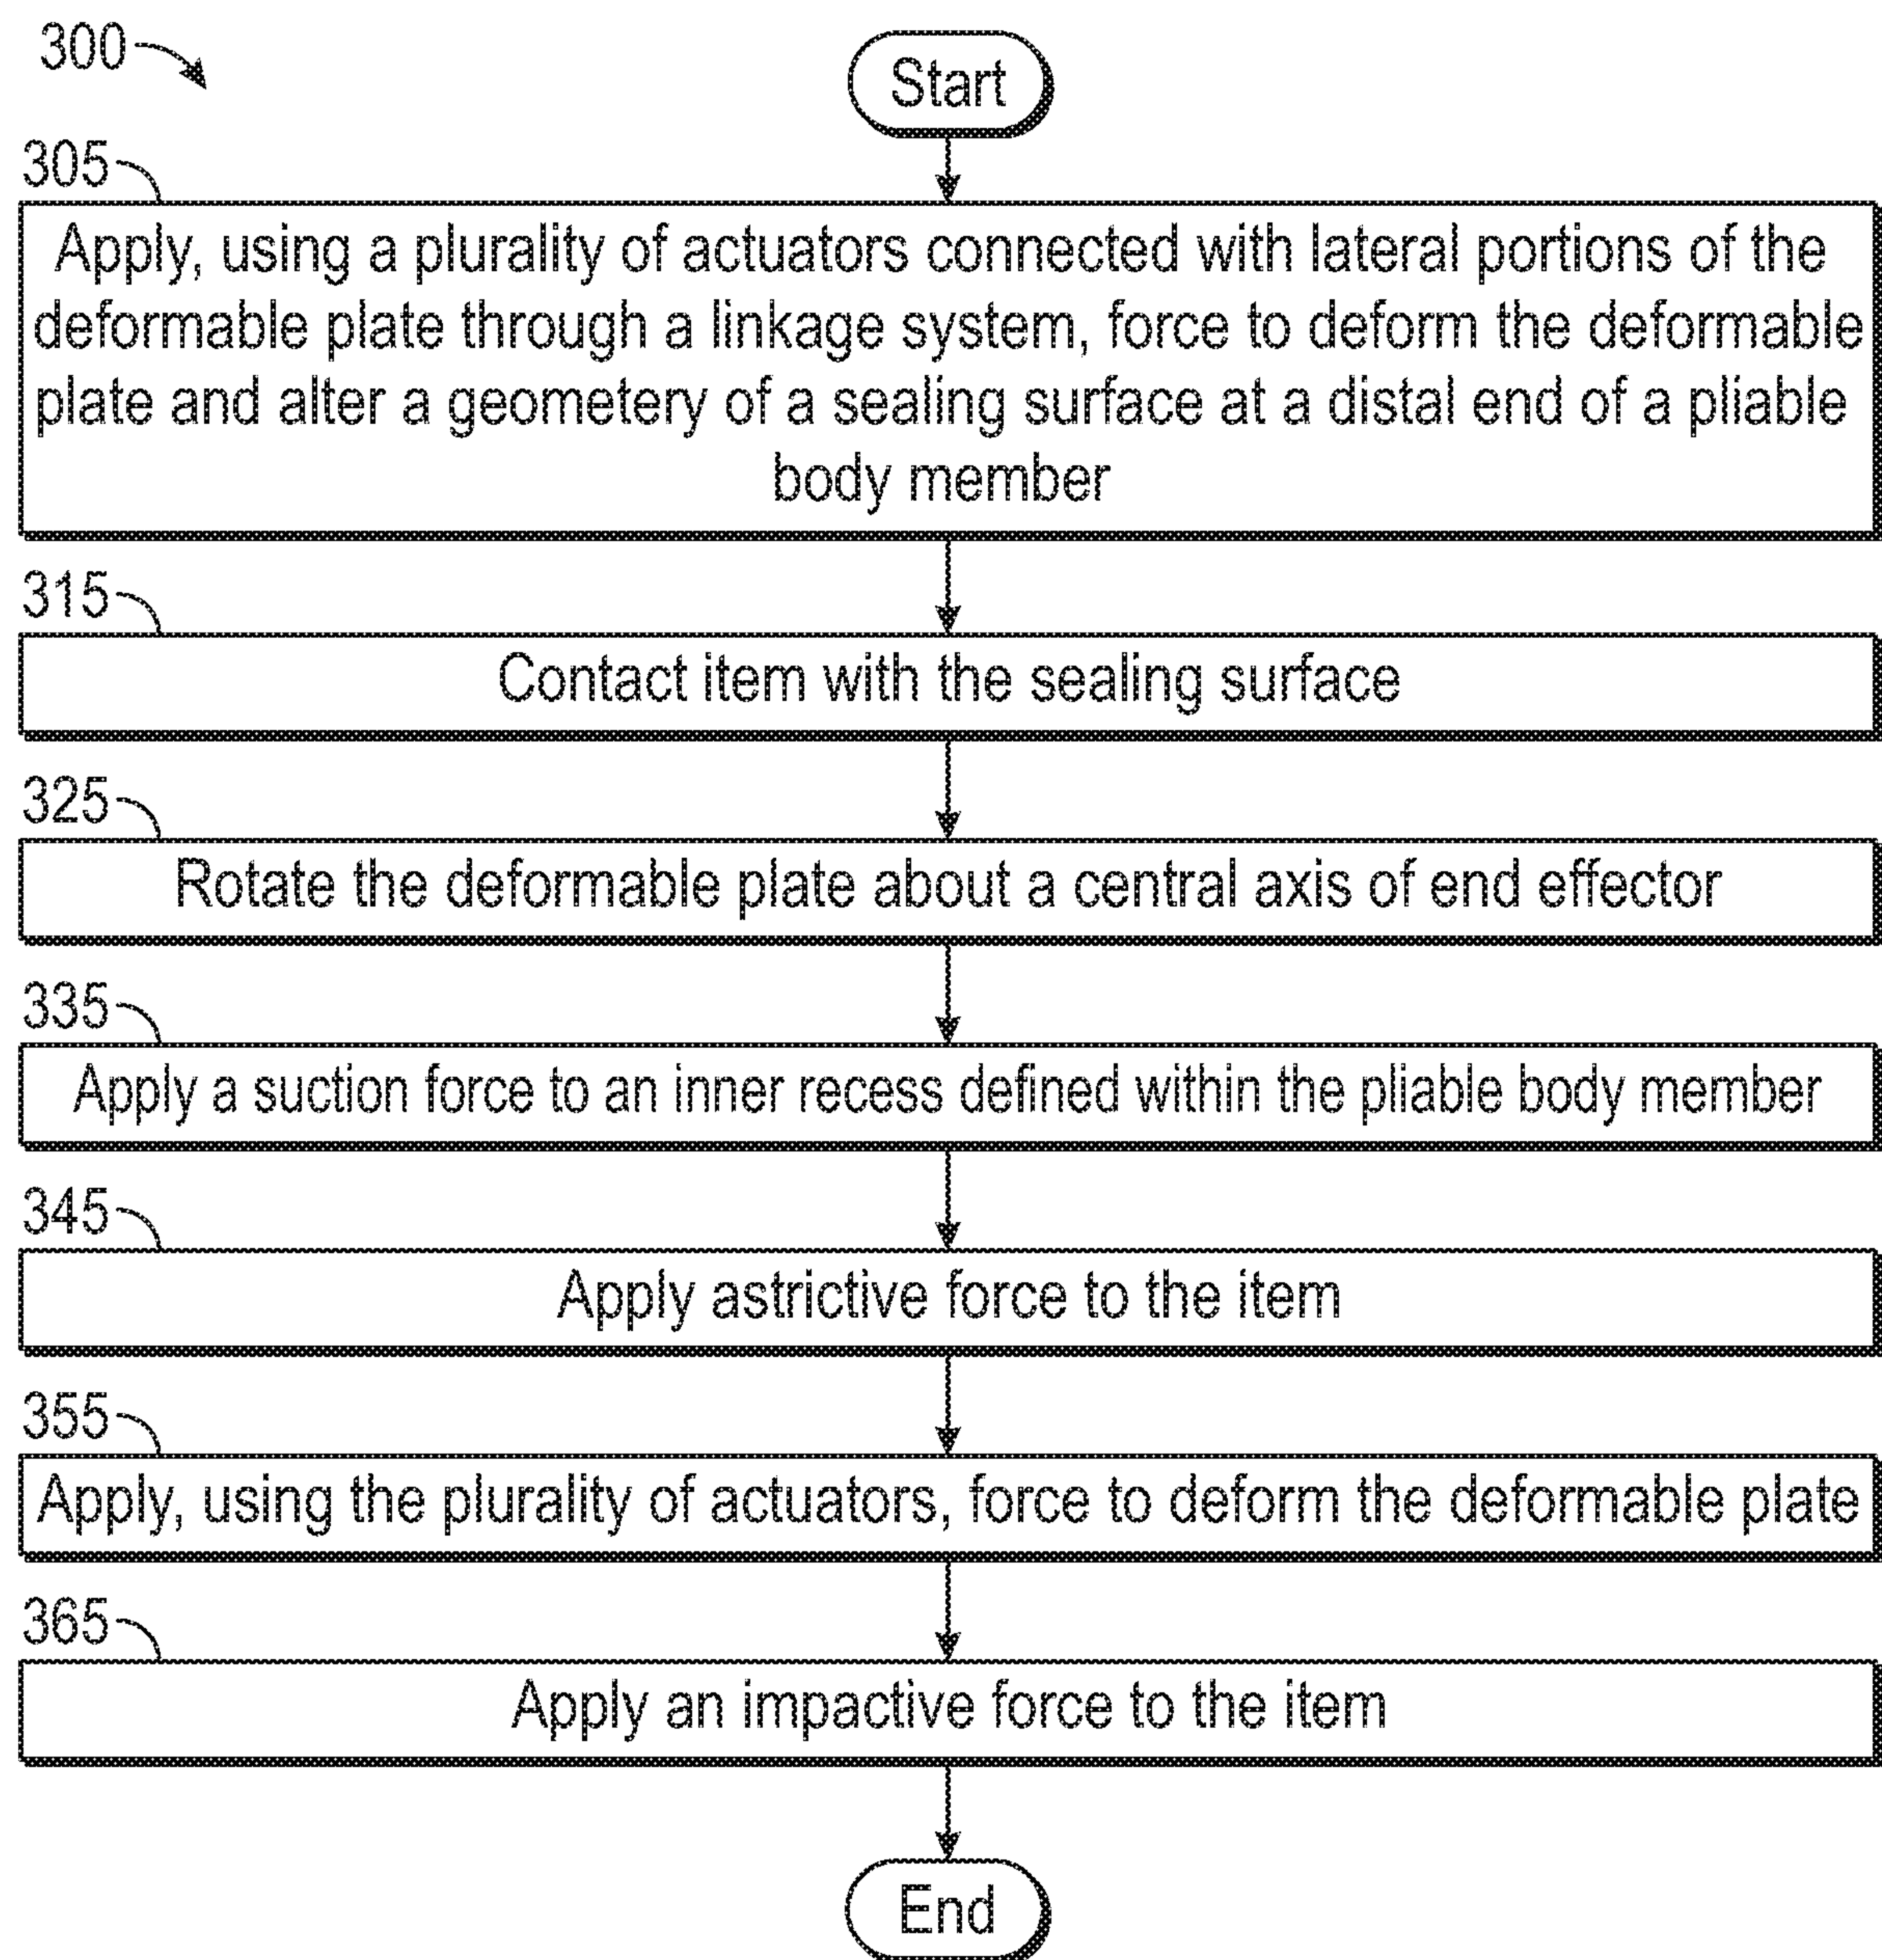 300
Start
305
Apply, using a plurality of actuators connected with lateral portions of the
deformable plate through a linkage system, force to deform the deformable
plate and alter a geometery of a sealing surface at a distal end of a pliable
body member
315
Contact item with the sealing surface
325
Rotate the deformable plate about a central axis of end effector
335
Apply a suction force to an inner recess defined within the pliable body member
345
Apply astrictive force to the item
355
Apply, using the plurality of actuators, force to deform the deformable plate
365
Apply an impactive force to the item
End